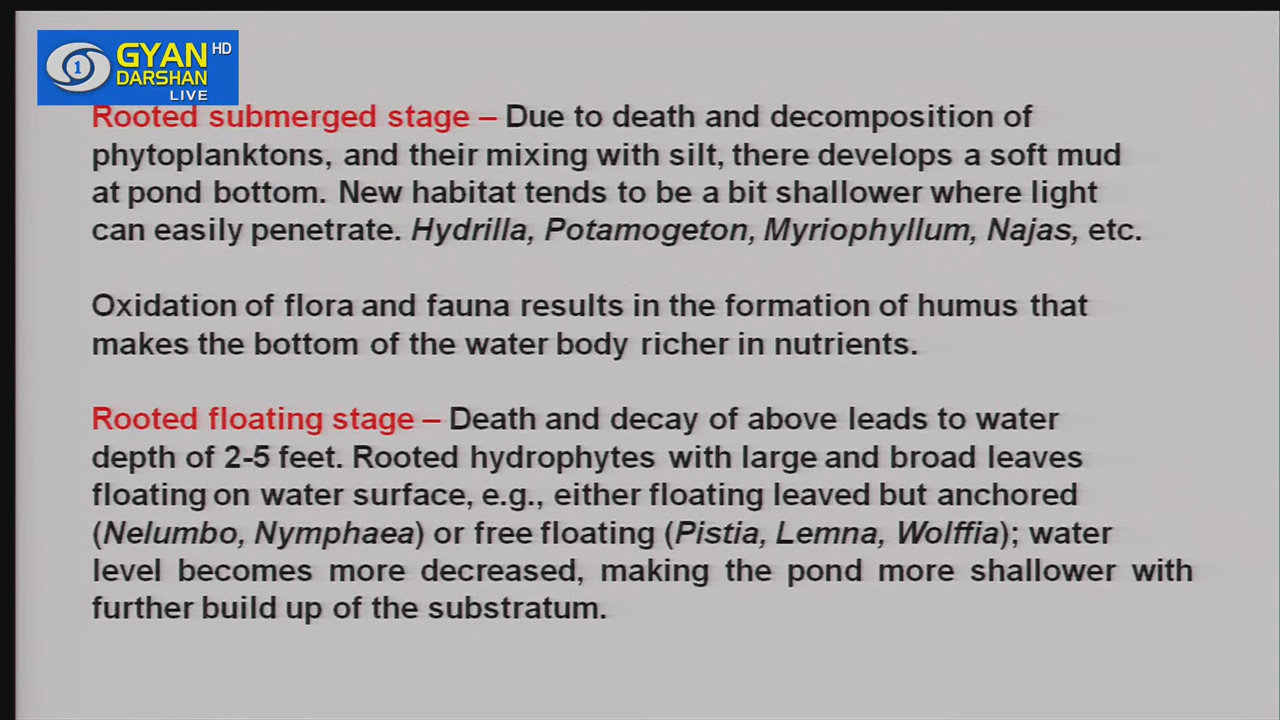 GYAN HD
DARSHAN
1
LIVE
Rooted submerged stage – Due to death and decomposition of
phytoplanktons, and their mixing with silt, there develops a soft mud
at pond bottom. New habitat tends to be a bit shallower where light
can easily penetrate. Hydrilla, Potamogeton, Myriophyllum, Najas, etc.
Oxidation of flora and fauna results in the formation of humus that
makes the bottom of the water body richer in nutrients.
Rooted floating stage – Death and decay of above leads to water
depth of 2-5 feet. Rooted hydrophytes with large and broad leaves
floating on water surface, e.g., either floating leaved but anchored
(Nelumbo, Nymphaea) or free floating (Pistia, Lemna, Wolffia); water
level becomes more decreased, making the pond more shallower with
further build up of the substratum.